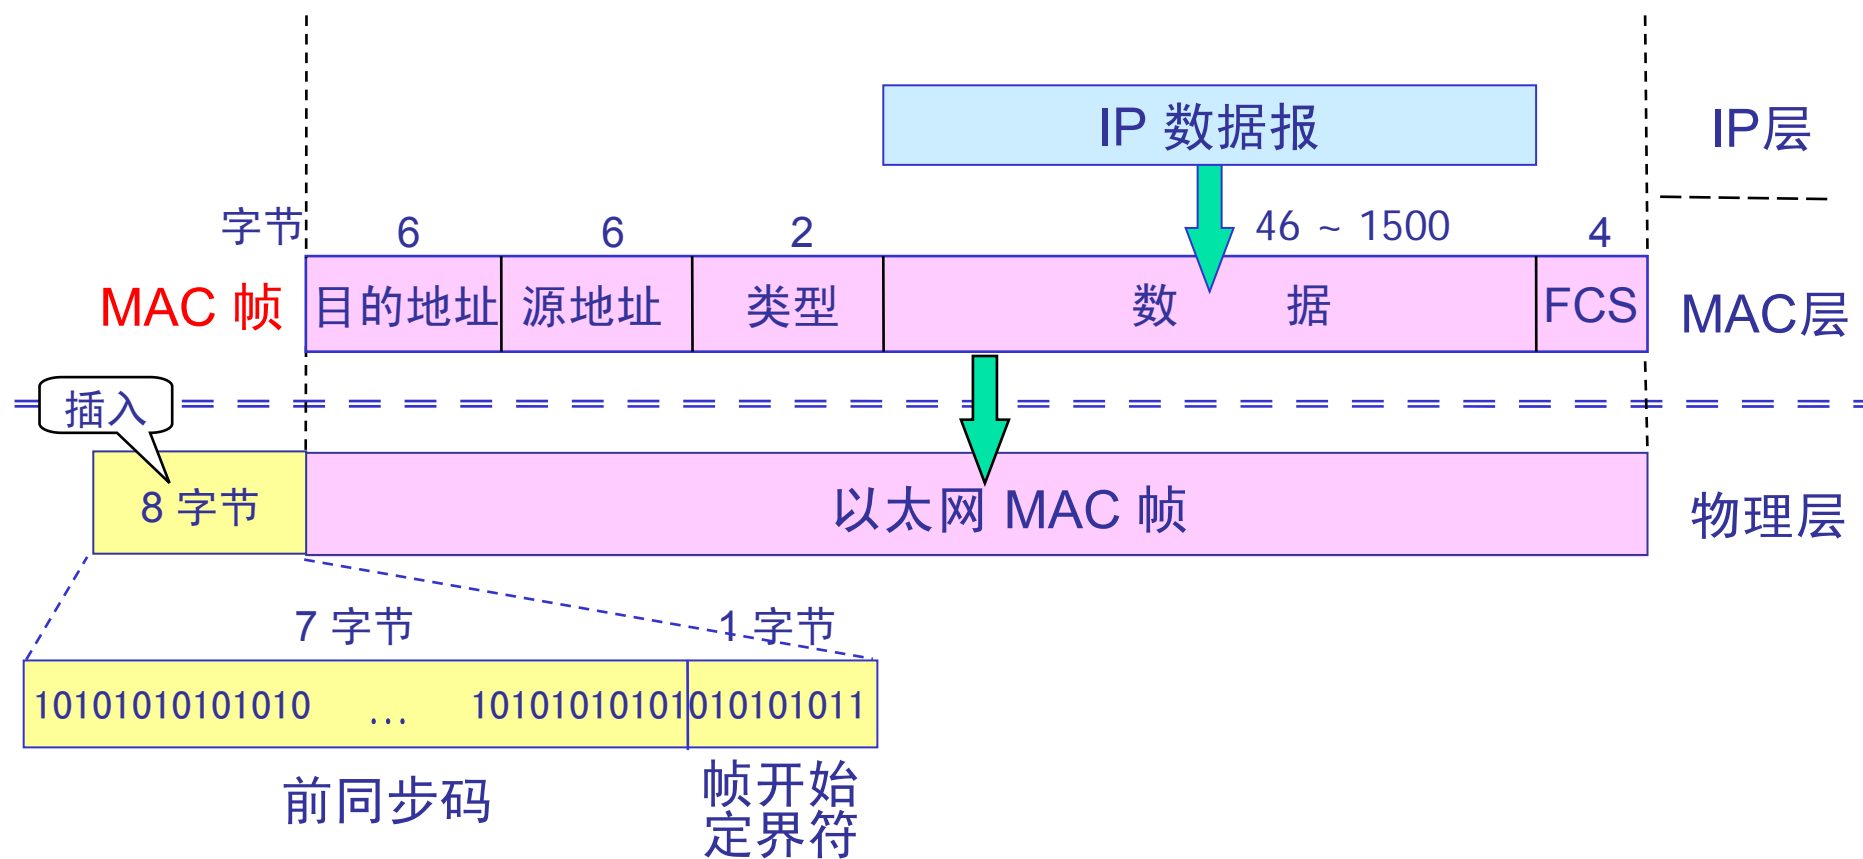 IP 数据报
IP层
字节
6
6
2
46 ~ 1500
4
MAC 帧
目的地址
源地址
类型
数 据
FCS
MAC层
插入
8 字节
以太网 MAC 帧
物理层
7 字节
1 字节
10101010101010 … 10101010101010101011
前同步码
帧开始
定界符